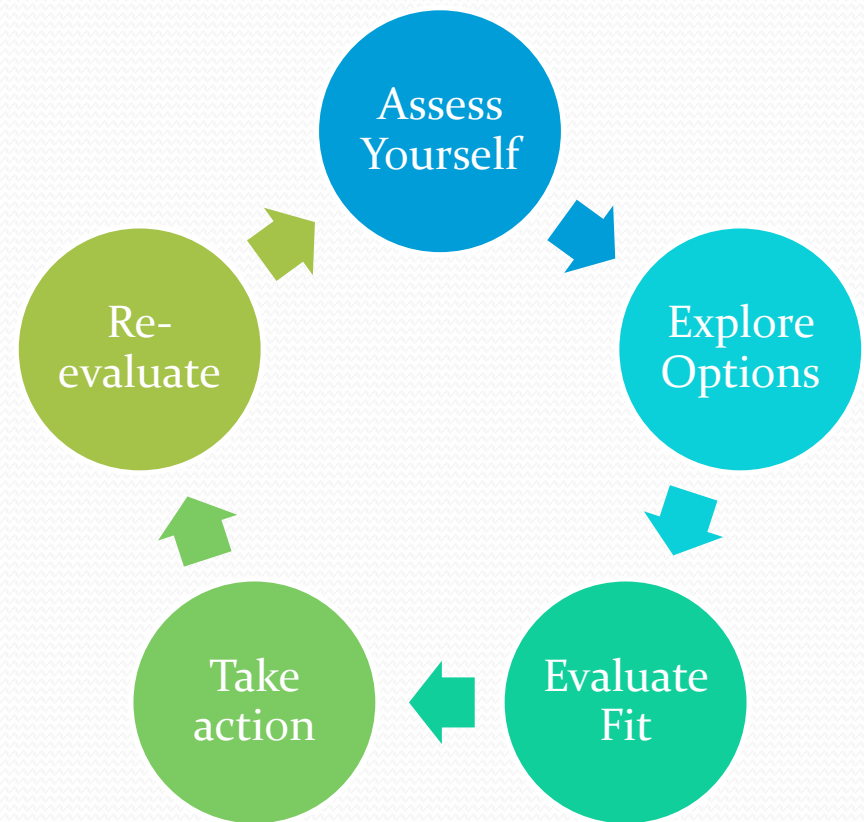 Assess
Yourself
Explore
Options
Evaluate
Fit
Take
action
Re-
evaluate